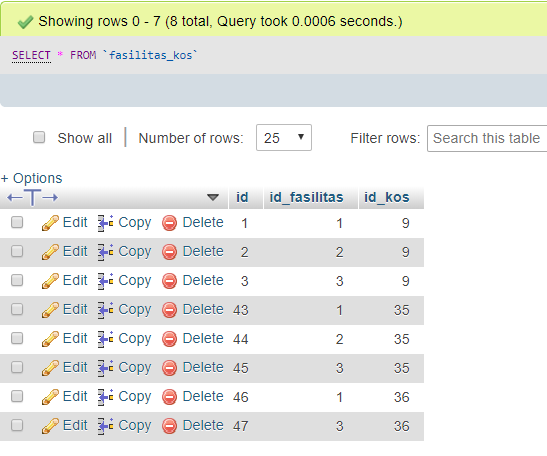 Showing rows 0 - 7 (8 total, Query took 0.0006 seconds.)
SELECT * FROM `fasilitas_kos`
Show all | Number of rows: 25 Filter rows: Search this table
+ Options
id id_fasilitas id_kos
Edit Copy Delete 1 1 9
Edit Copy Delete 2 2 9
Edit Copy Delete 3 3 9
Edit Copy Delete 43 1 35
Edit Copy Delete 44 2 35
Edit Copy Delete 45 3 35
Edit Copy Delete 46 1 36
Edit Copy Delete 47 3 36